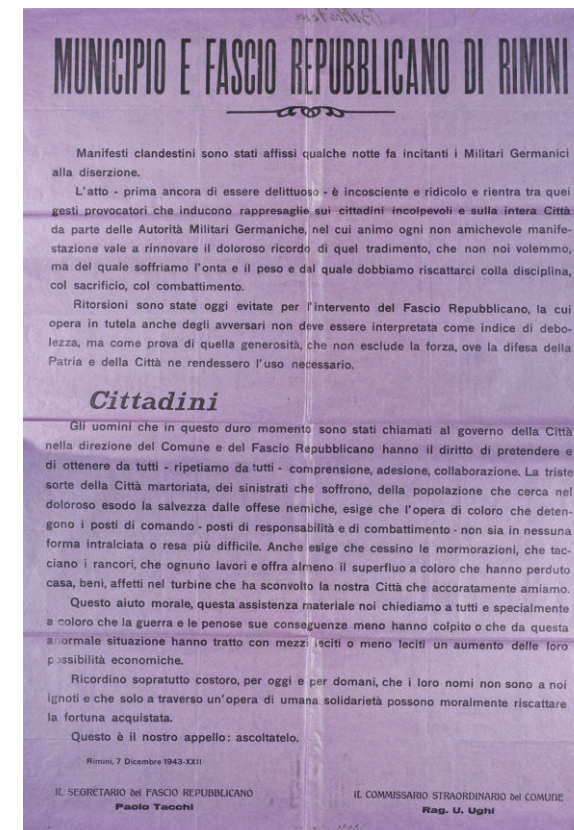 MUNICIPIO E FASCIO REPUBBLICANO DI RIMINI
Manifesti clandestini sono stati affissi qualche notte fa incitanti i Militari Germanici
alla diserzione.
L'atto - prima ancora di essere delittuoso - è incosciente e ridicolo e rientra tra quei
gesti provocatori che inducono rappresaglie sui cittadini incolpevoli e sulla intera Città
da parte delle Autorità Militari Germaniche, nel cui animo ogni non amichevole manife-
stazione vale a rinnovare il doloroso ricordo di quel tradimento, che non noi volemmo,
ma del quale soffriamo l'onta e il peso e dal quale dobbiamo riscattarci colla disciplina,
col sacrificio, col combattimento.
Ritorsioni sono state oggi evitate per l'intervento del Fascio Repubblicano, la cui
opera in tutela anche degli avversari non deve essere interpretata come indice di debo-
lezza, ma come prova di quella generosità, che non esclude la forza, ove la difesa della
Patria e della Città ne rendessero l'uso necessario.
Cittadini
Gli uomini che in questo duro momento sono stati chiamati al governo della Città
nella direzione del Comune e del Fascio Repubblicano hanno il diritto di pretendere e
di ottenere da tutti - ripetiamo da tutti - comprensione, adesione, collaborazione. La triste
sorte della Città martoriata, dei sinistrati che soffrono, della popolazione che cerca nel
doloroso esodo la salvezza dalle offese nemiche, esige che l'opera di coloro che deten-
gono i posti di comando - posti di responsabilità e di combattimento - non sia in nessuna
forma intralciata o resa più difficile. Anche esige che cessino le mormorazioni, che tac-
ciano i rancori, che ognuno lavori e offra almeno il superfluo a coloro che hanno perduto
casa, beni, affetti nel turbine che ha sconvolto la nostra Città che accoratamente amiamo.
Questo aiuto morale, questa assistenza materiale noi chiediamo a tutti e specialmente
a coloro che la guerra e le penose sue conseguenze meno hanno colpito o che da questa
anormale situazione hanno tratto con mezzi leciti o meno leciti un aumento delle loro
possibilità economiche.
Ricordino sopratutto costoro, per oggi e per domani, che i loro nomi non sono a noi
ignoti e che solo a traverso un'opera di umana solidarietà possono moralmente riscattare
la fortuna acquistata.
Questo è il nostro appello: ascoltatelo.
Rimini, 7 Dicembre 1943-XXII
IL SEGRETARIO del FASCIO REPUBBLICANO
Paolo Tacchi
IL COMMISSARIO STRAORDINARIO del COMUNE
Rag. U. Ughi